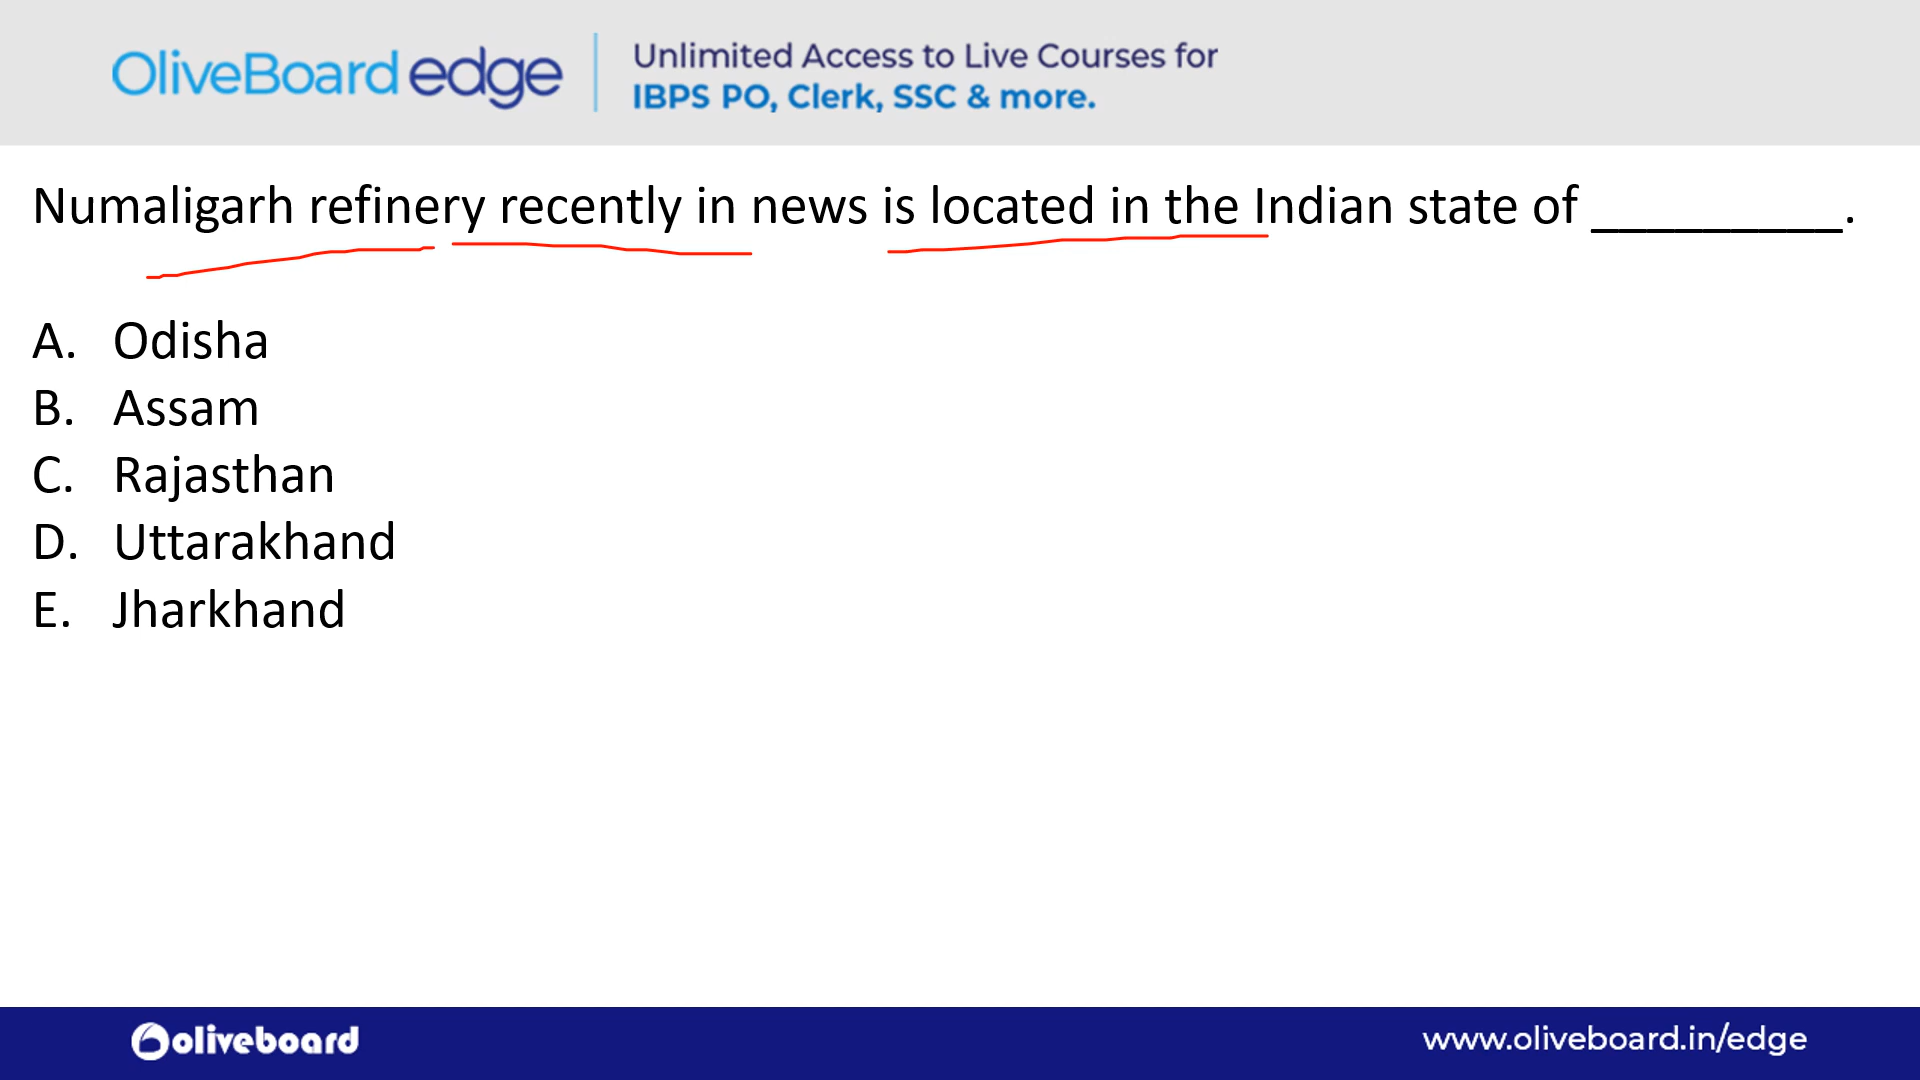 OliveBoard edge
Unlimited Access to Live Courses for
IBPS PO, Clerk, SSC & more.
Numaligarh refinery recently in news is located in the Indian state of _________.
A. Odisha
B. Assam
C. Rajasthan
D. Uttarakhand
E. Jharkhand
oliveboard
www.oliveboard.in/edge